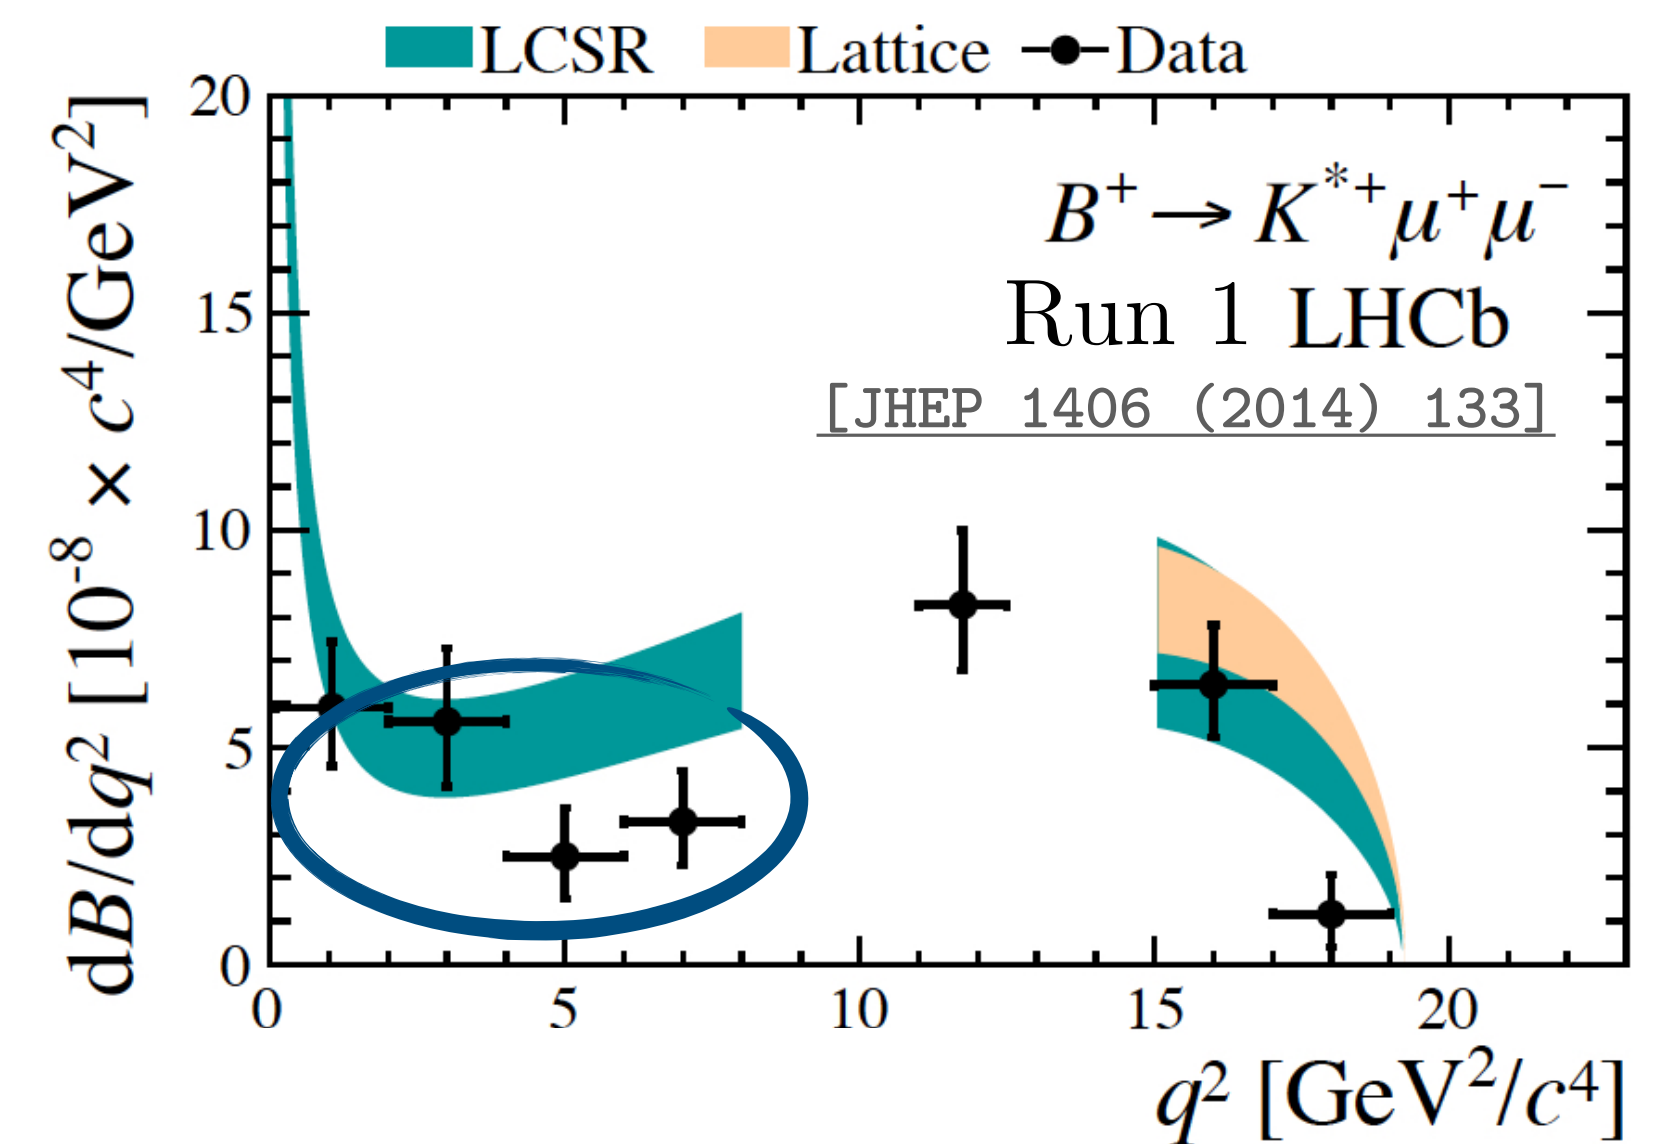 LCSR Lattice Data
dB/dq² [10⁻⁸ × c⁴/GeV²]
20
15
10
5
0
B⁺ → K*⁺μ⁺μ⁻
Run 1 LHCb
[JHEP 1406 (2014) 133]
0 5 10 15 20
q² [GeV²/c⁴]